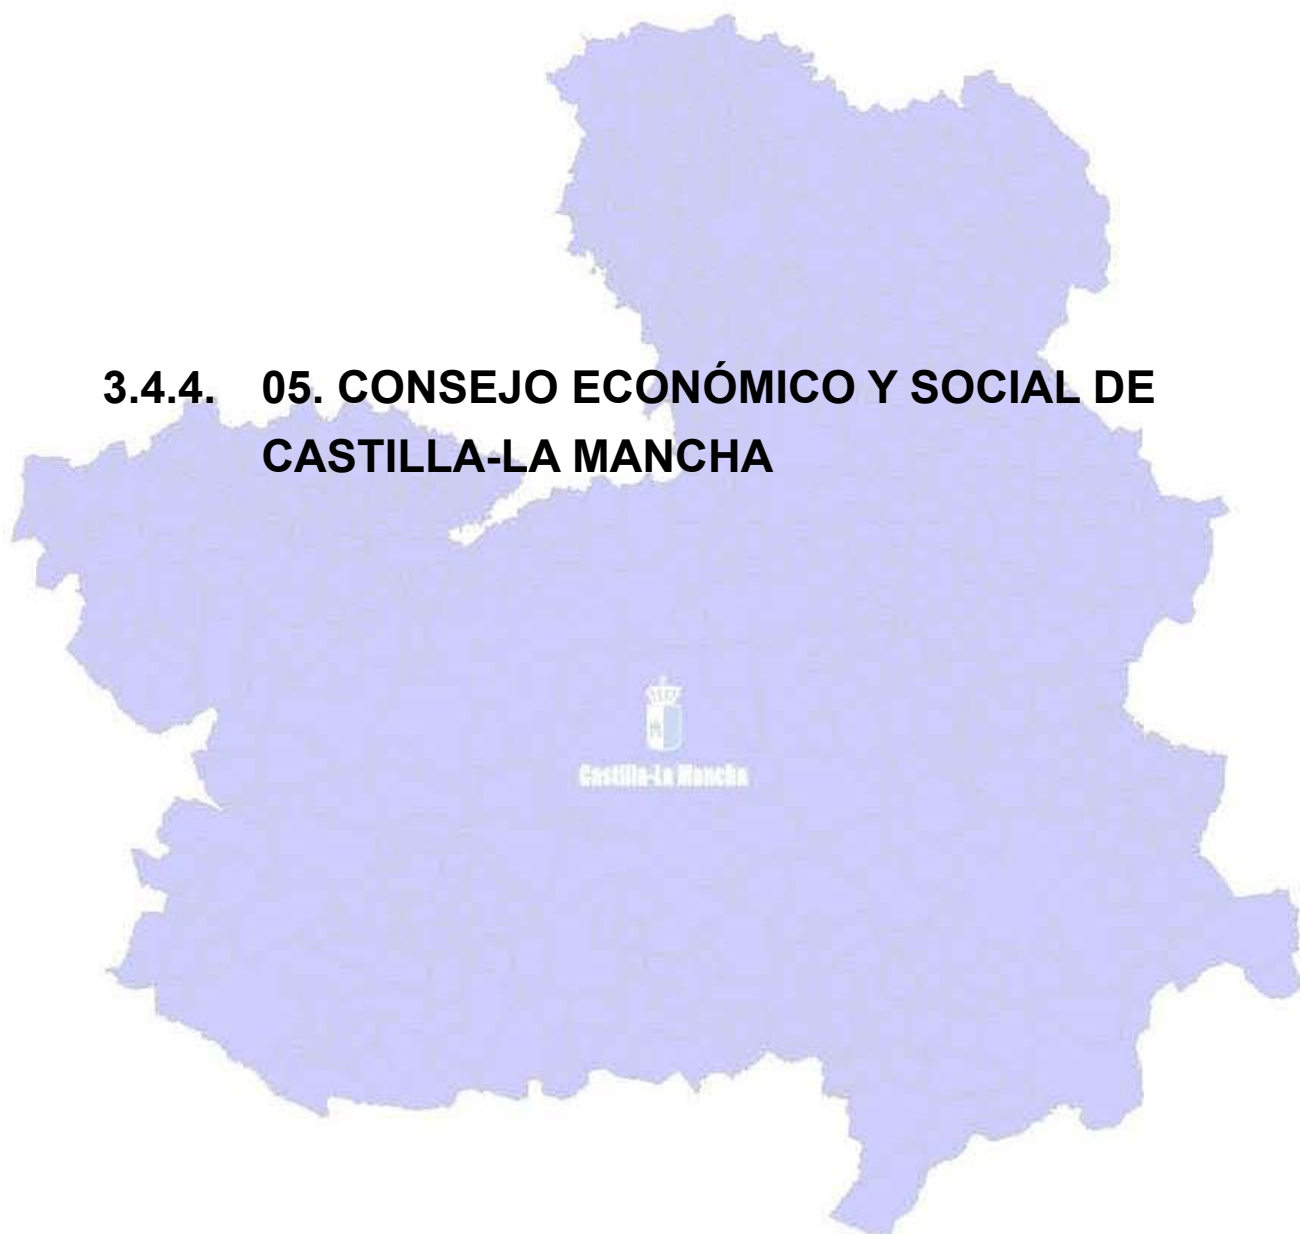 3.4.4. 05. CONSEJO ECONÓMICO Y SOCIAL DE
CASTILLA-LA MANCHA
Castilla-La Mancha